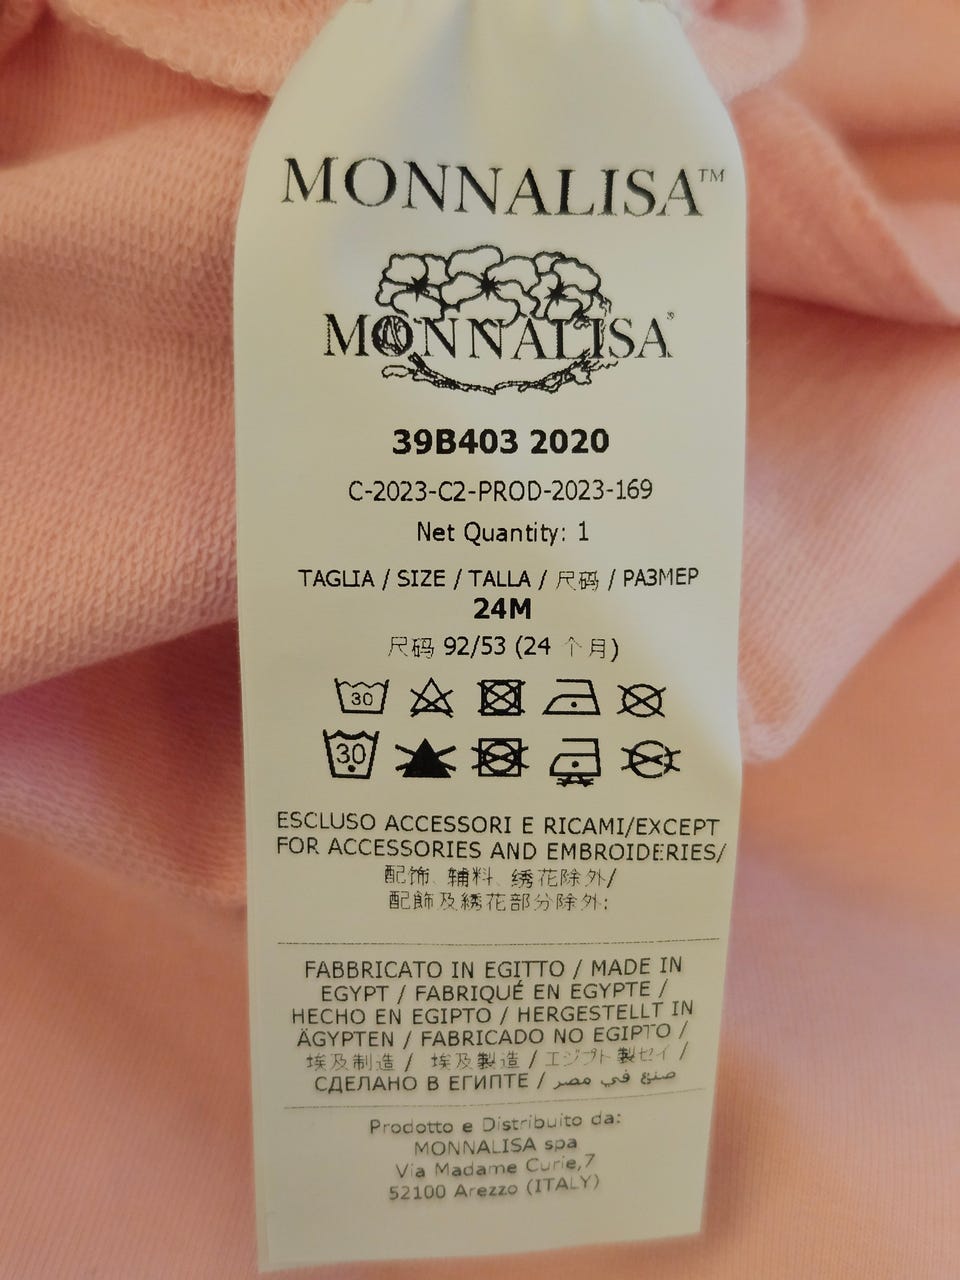 MONNALISA™
MONNALISA®
39B403 2020
C-2023-C2-PROD-2023-169
Net Quantity: 1
TAGLIA / SIZE / TALLA / 尺码 / РАЗМЕР
24M
尺码 92/53 (24 个月)
30
30
ESCLUSO ACCESSORI E RICAMI/EXCEPT
FOR ACCESSORIES AND EMBROIDERIES/
配饰、辅料、绣花除外/
配飾及繡花部分除外:
FABBRICATO IN EGITTO / MADE IN
EGYPT / FABRIQUÉ EN EGYPTE /
HECHO EN EGIPTO / HERGESTELLT IN
ÄGYPTEN / FABRICADO NO EGIPTO /
埃及制造 / 埃及製造 / エジプト製セイ /
СДЕЛАНО В ЕГИПТЕ / صنع في مصر
Prodotto e Distribuito da:
MONNALISA spa
Via Madame Curie,7
52100 Arezzo (ITALY)